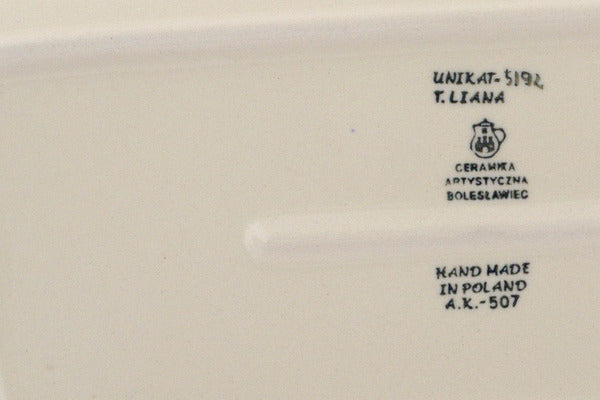 UNIKAT-5192
T. LIANA
CERAMIKA
ARTYSTYCZNA
BOLESŁAWIEC
HAND MADE
IN POLAND
A.K.-507